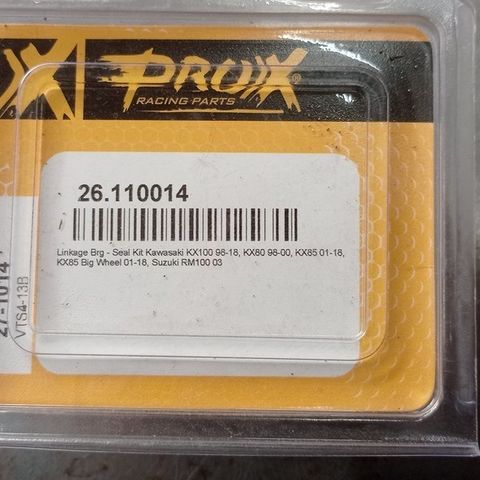 X
PROX®
RACING PARTS
26.110014
Linkage Brg - Seal Kit Kawasaki KX100 98-18, KX80 98-00, KX85 01-18,
KX85 Big Wheel 01-18, Suzuki RM100 03
27-1014
VTS4-13B